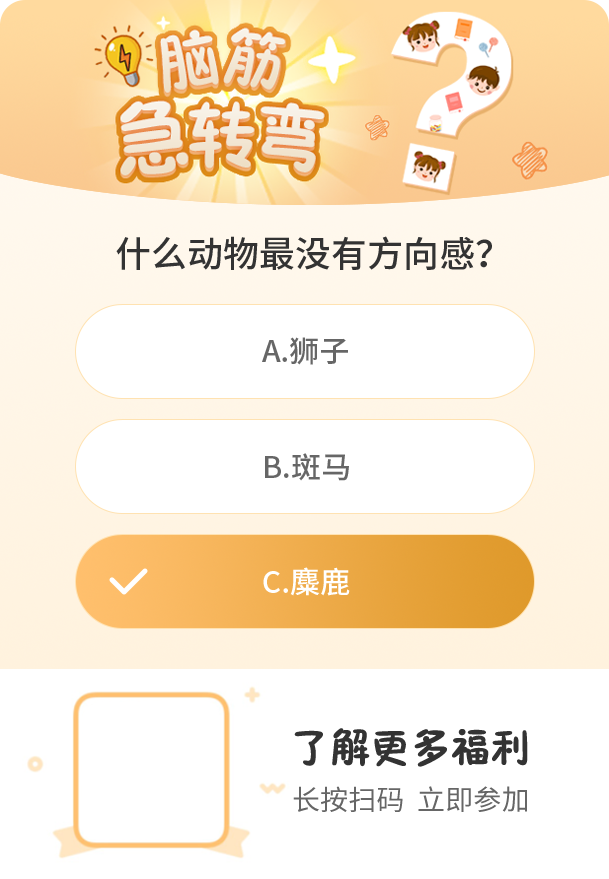 脑筋
急转弯
什么动物最没有方向感？
A.狮子
B.斑马
C.麋鹿
了解更多福利
长按扫码 立即参加